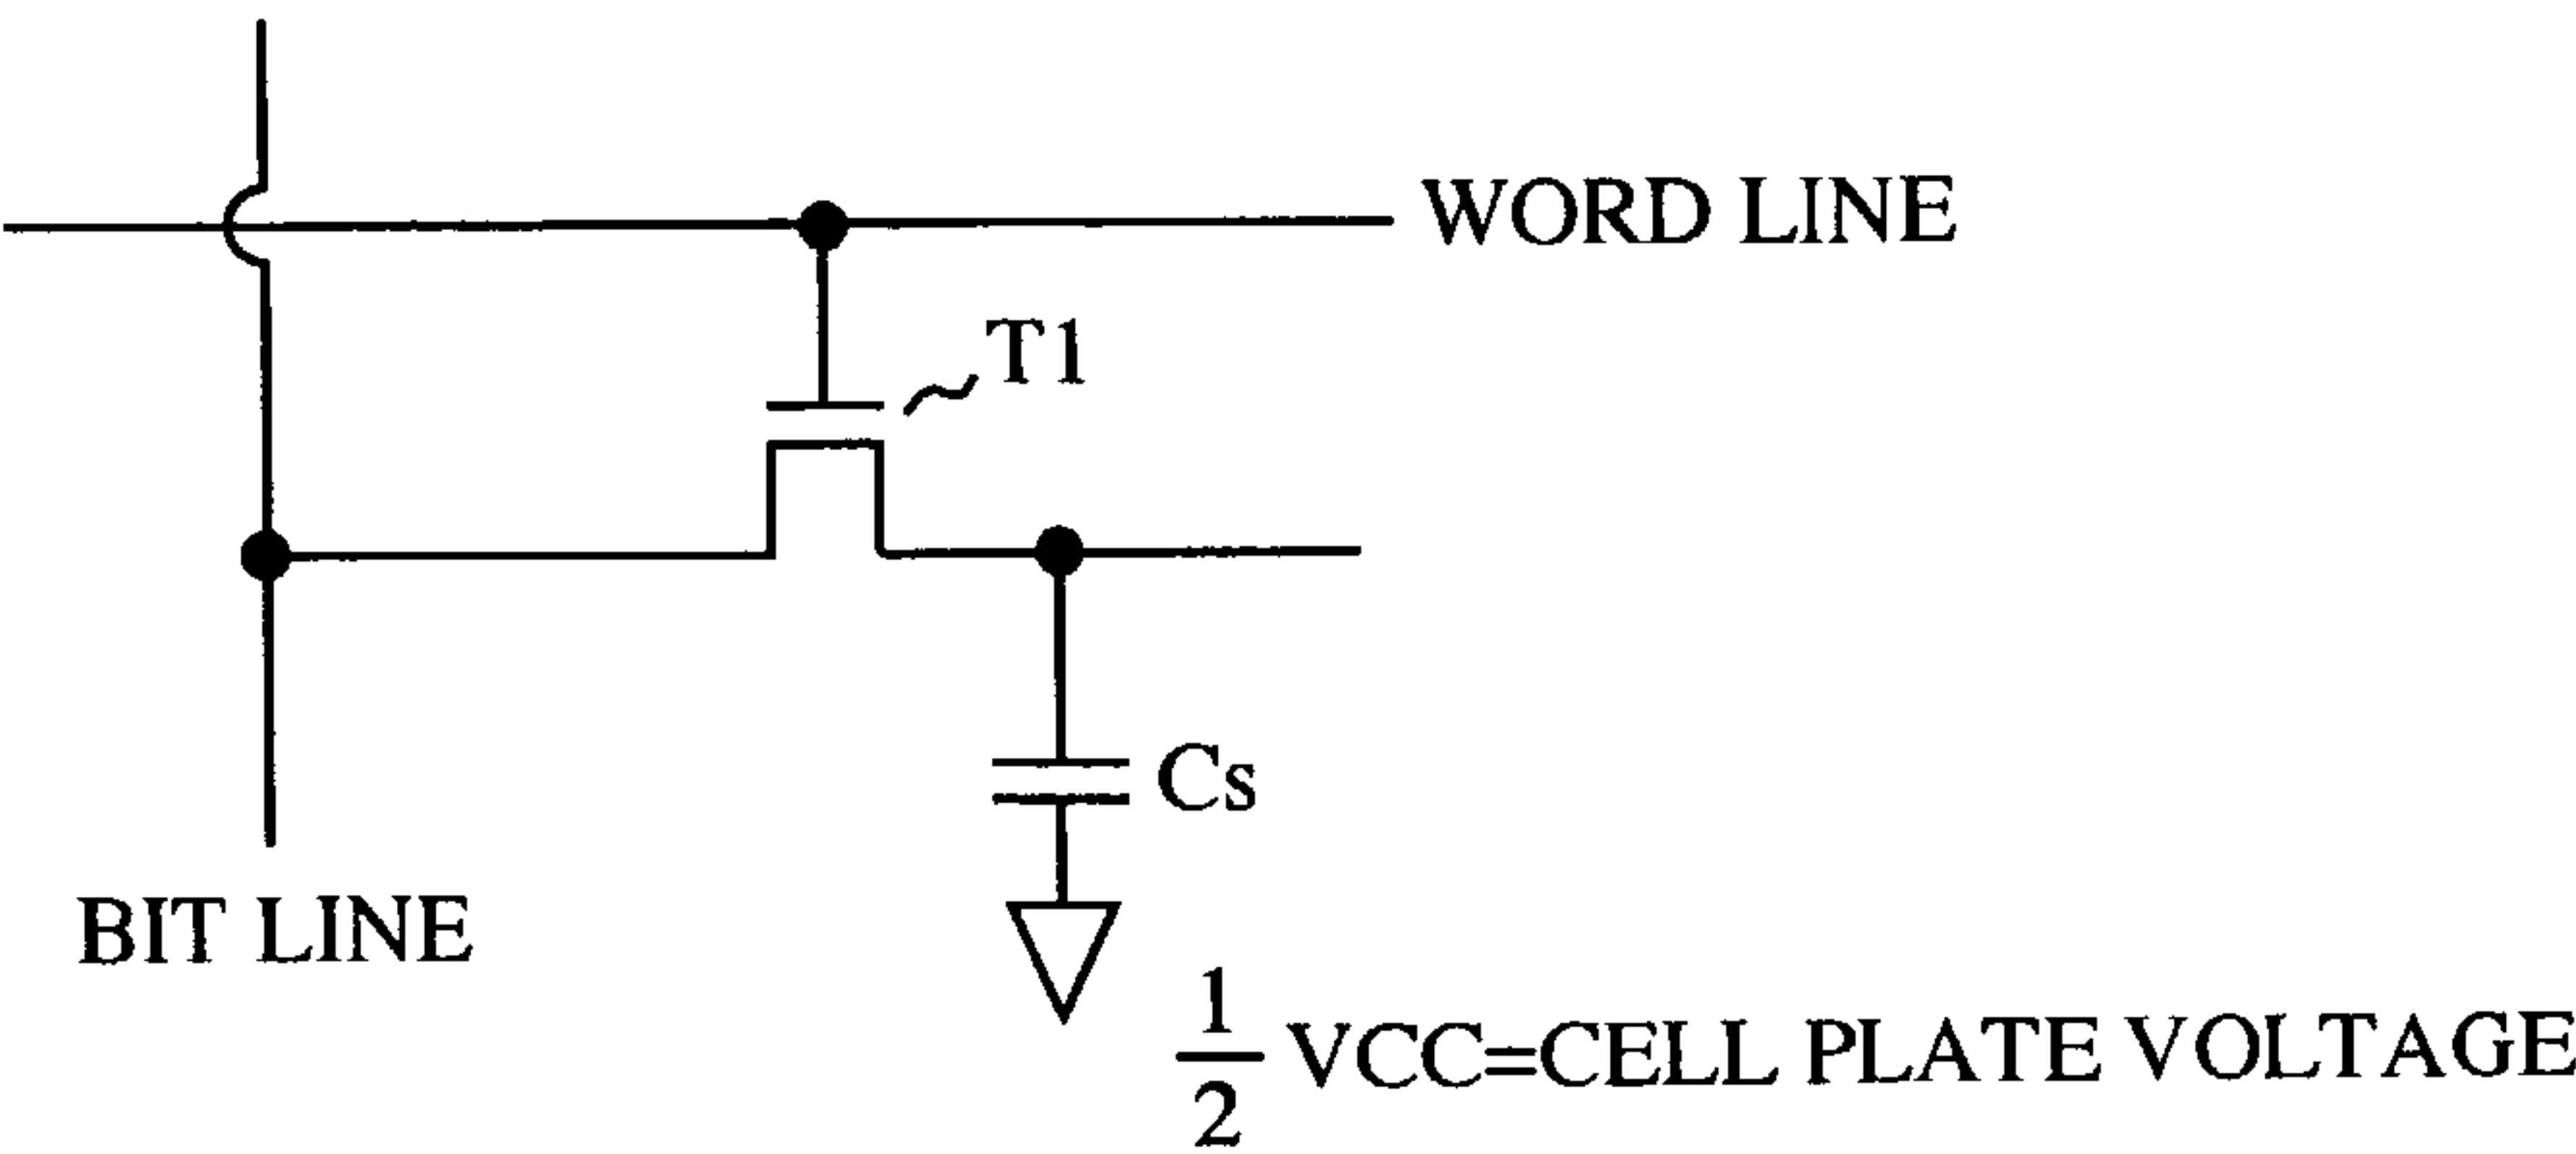 WORD LINE
T1
Cs
BIT LINE
1/2 VCC=CELL PLATE VOLTAGE